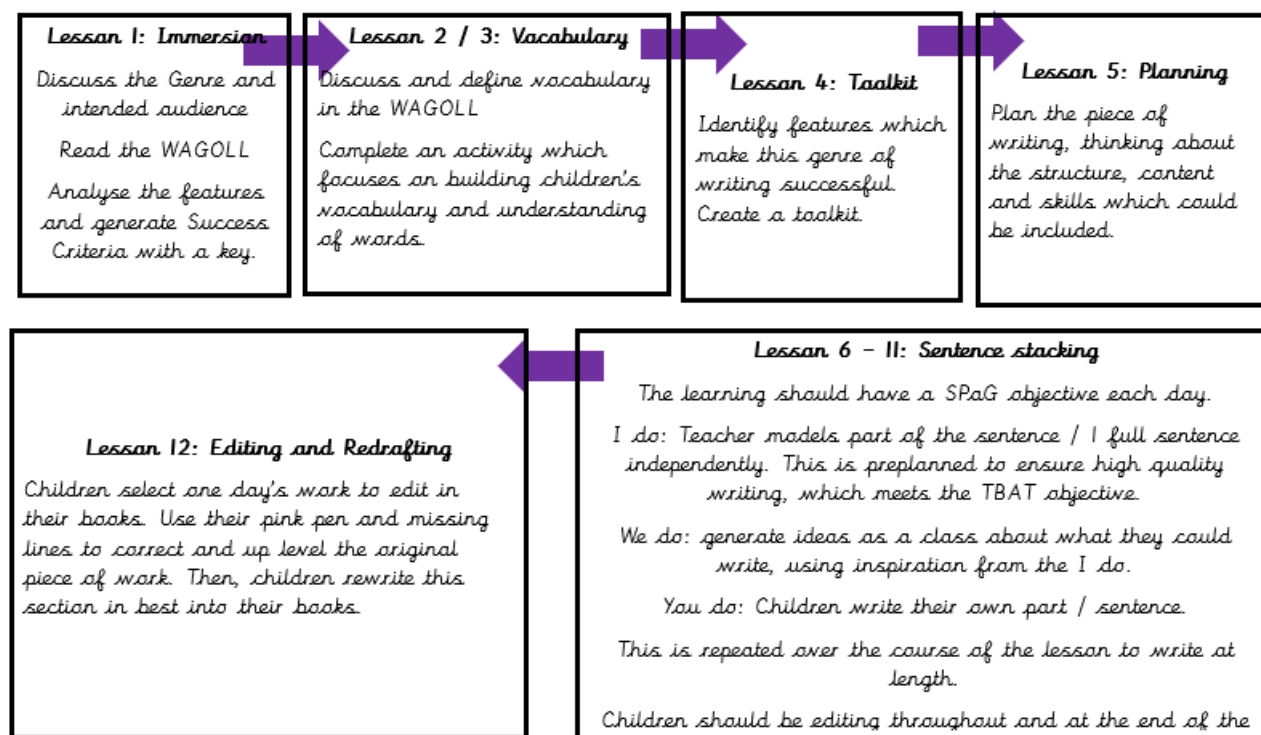 Lesson 1: Immersion
Discuss the Genre and
intended audience
Read the WAGOLL
Analyse the features
and generate Success
Criteria with a key.
Lesson 2 / 3: Vocabulary
Discuss and define vocabulary
in the WAGOLL
Complete an activity which
focuses on building children's
vocabulary and understanding
of words.
Lesson 4: Toolkit
Identify features which
make this genre of
writing successful.
Create a toolkit.
Lesson 5: Planning
Plan the piece of
writing, thinking about
the structure, content
and skills which could
be included.
Lesson 6 - 11: Sentence stacking
The learning should have a SPaG objective each day.
I do: Teacher models part of the sentence / 1 full sentence
independently. This is preplanned to ensure high quality
writing, which meets the TBAT objective.
We do: generate ideas as a class about what they could
write, using inspiration from the I do.
You do: Children write their own part / sentence.
This is repeated over the course of the lesson to write at
length.
Children should be editing throughout and at the end of the
Lesson 12: Editing and Redrafting
Children select one day's work to edit in
their books. Use their pink pen and missing
lines to correct and up level the original
piece of work. Then, children rewrite this
section in best into their books.